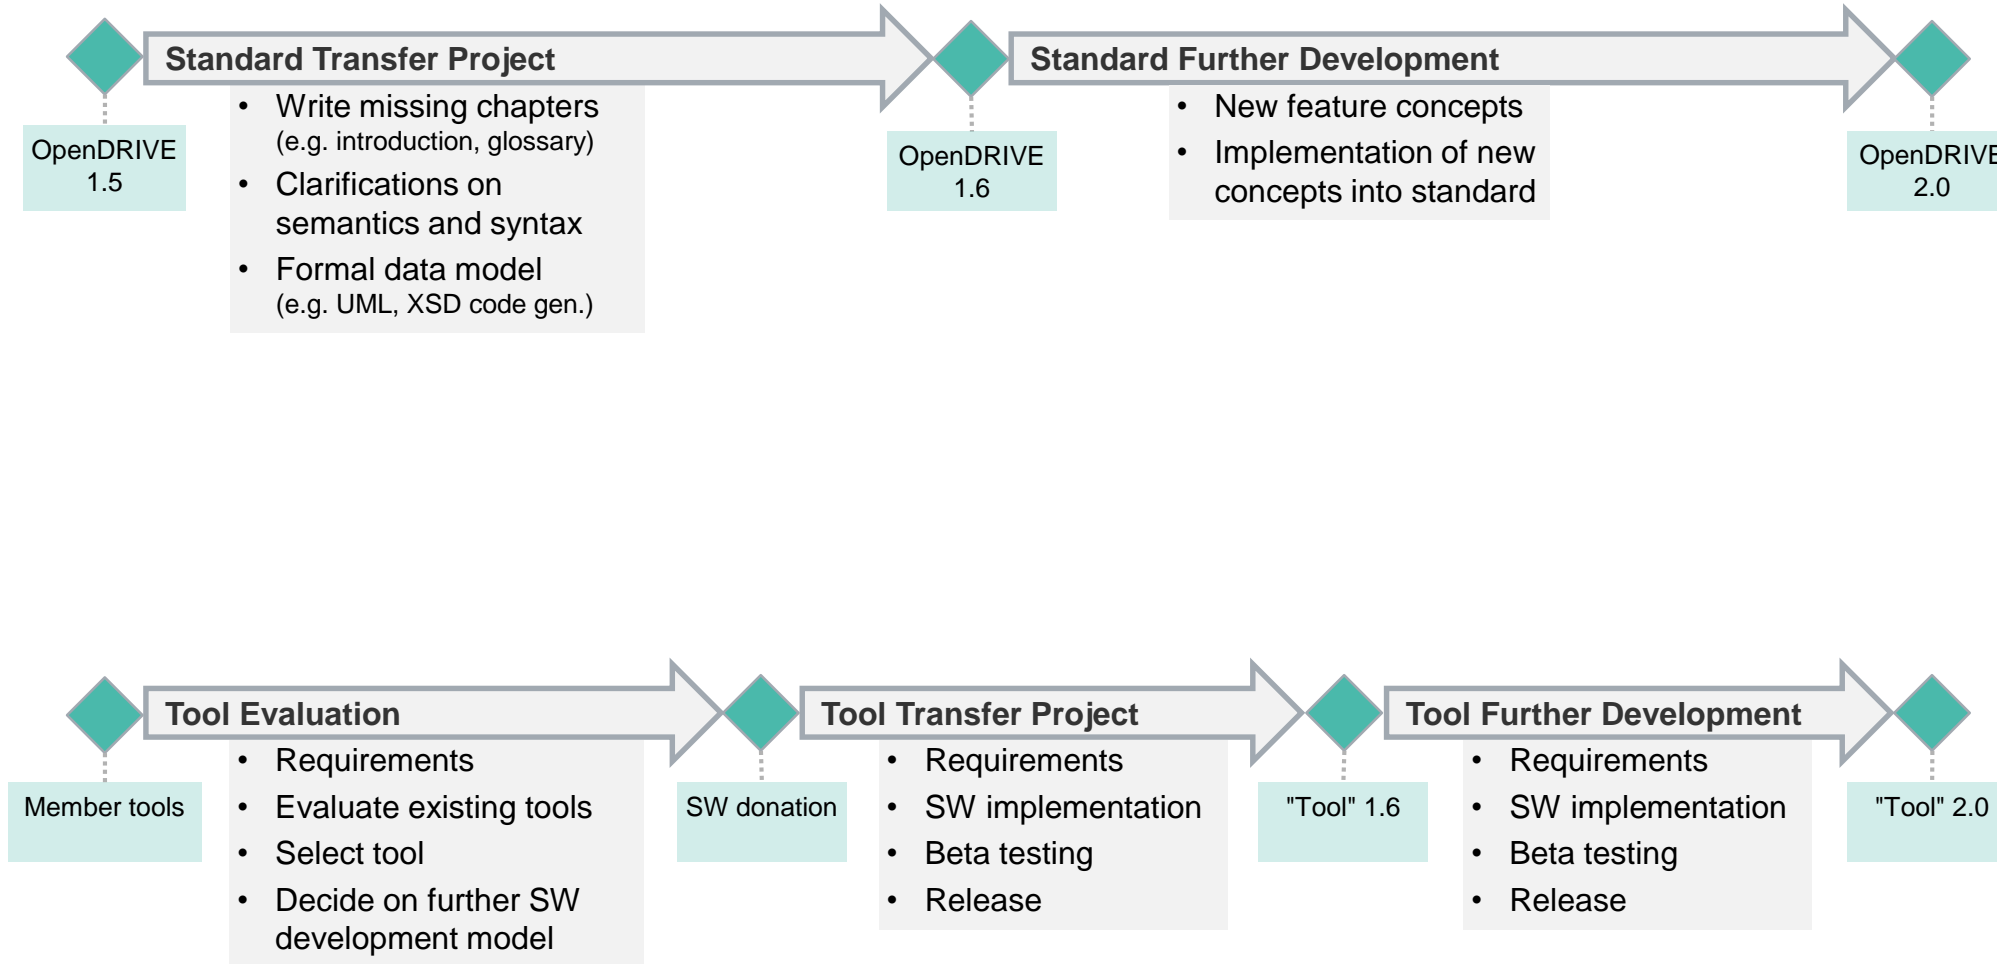 Standard Transfer Project
Standard Further Development
• Write missing chapters
(e.g. introduction, glossary)
• Clarifications on
semantics and syntax
• Formal data model
(e.g. UML, XSD code gen.)
• New feature concepts
• Implementation of new
concepts into standard
OpenDRIVE
1.5
OpenDRIVE
1.6
OpenDRIVE
2.0
Tool Evaluation
Tool Transfer Project
Tool Further Development
• Requirements
• Evaluate existing tools
• Select tool
• Decide on further SW
development model
• Requirements
• SW implementation
• Beta testing
• Release
• Requirements
• SW implementation
• Beta testing
• Release
Member tools
SW donation
"Tool" 1.6
"Tool" 2.0